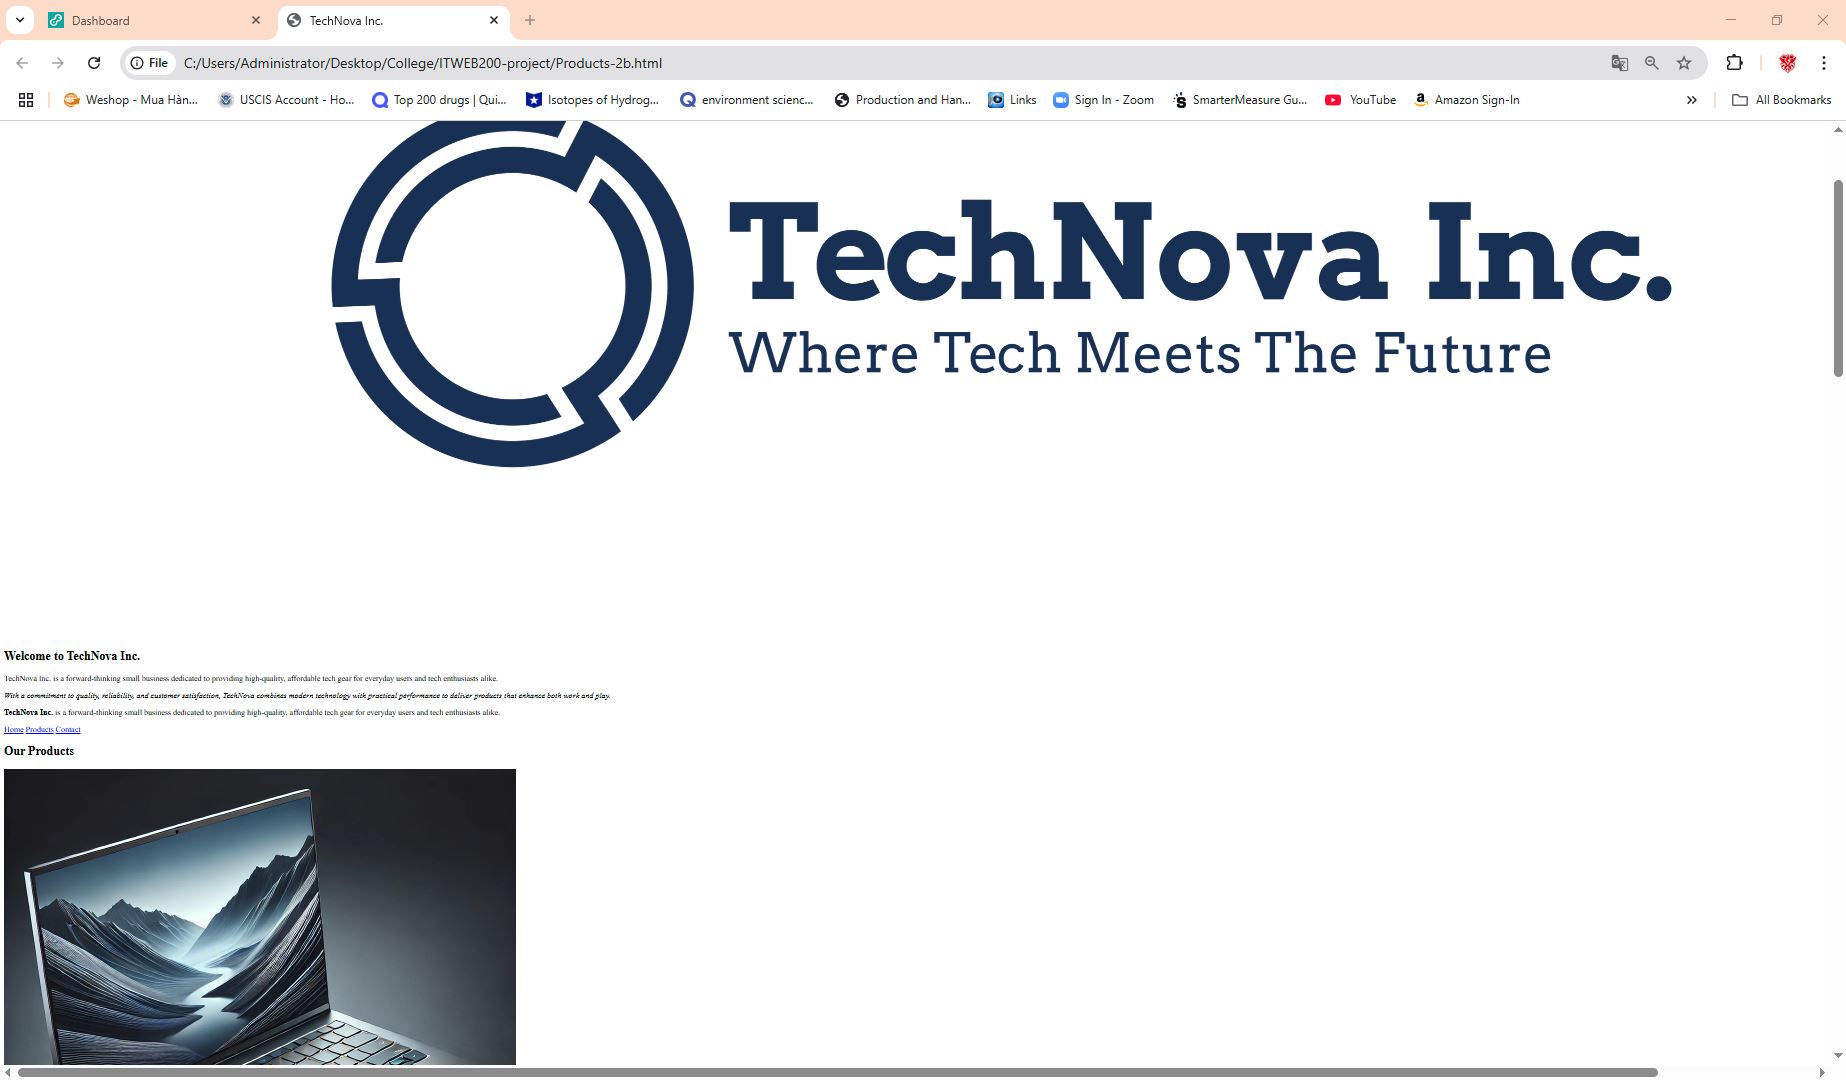 Dashboard
TechNova Inc.
File
C:/Users/Administrator/Desktop/College/ITWEB200-project/Products-2b.html
Weshop - Mua Hàn...
USCIS Account - Ho...
Top 200 drugs | Qui...
Isotopes of Hydrog...
environment scienc...
Production and Han...
Links
Sign In - Zoom
SmarterMeasure Gu...
YouTube
Amazon Sign-In
All Bookmarks
TechNova Inc.
Where Tech Meets The Future
Welcome to TechNova Inc.
TechNova Inc. is a forward-thinking small business dedicated to providing high-quality, affordable tech gear for everyday users and tech enthusiasts alike.
With a commitment to quality, reliability, and customer satisfaction, TechNova combines modern technology with practical performance to deliver products that enhance both work and play.
TechNova Inc. is a forward-thinking small business dedicated to providing high-quality, affordable tech gear for everyday users and tech enthusiasts alike.
Home Products Contact
Our Products